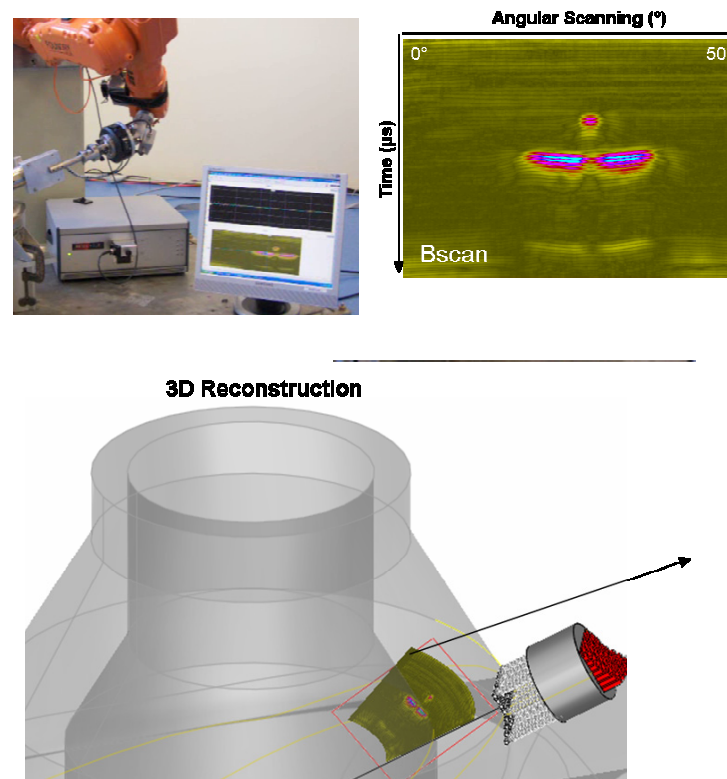 Angular Scanning (º)
0°
50
Time (µs)
Bscan
3D Reconstruction